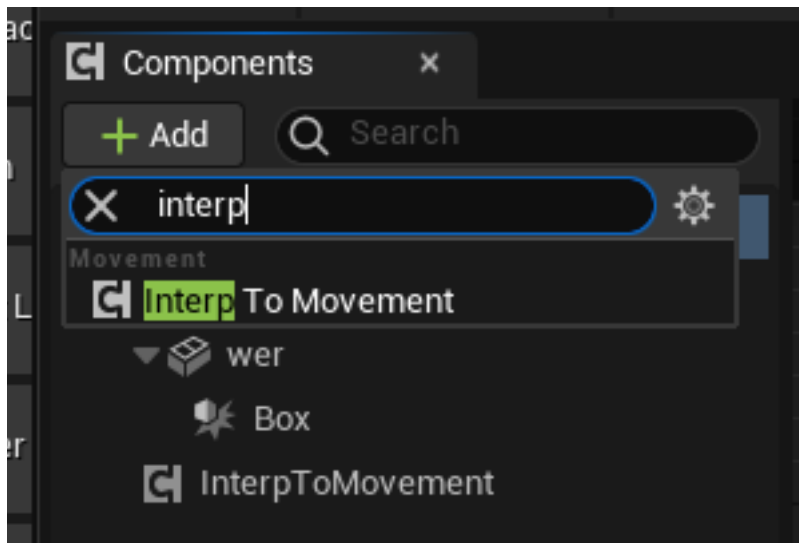 Components
Add
Search
interp
Movement
Interp To Movement
wer
Box
InterpToMovement